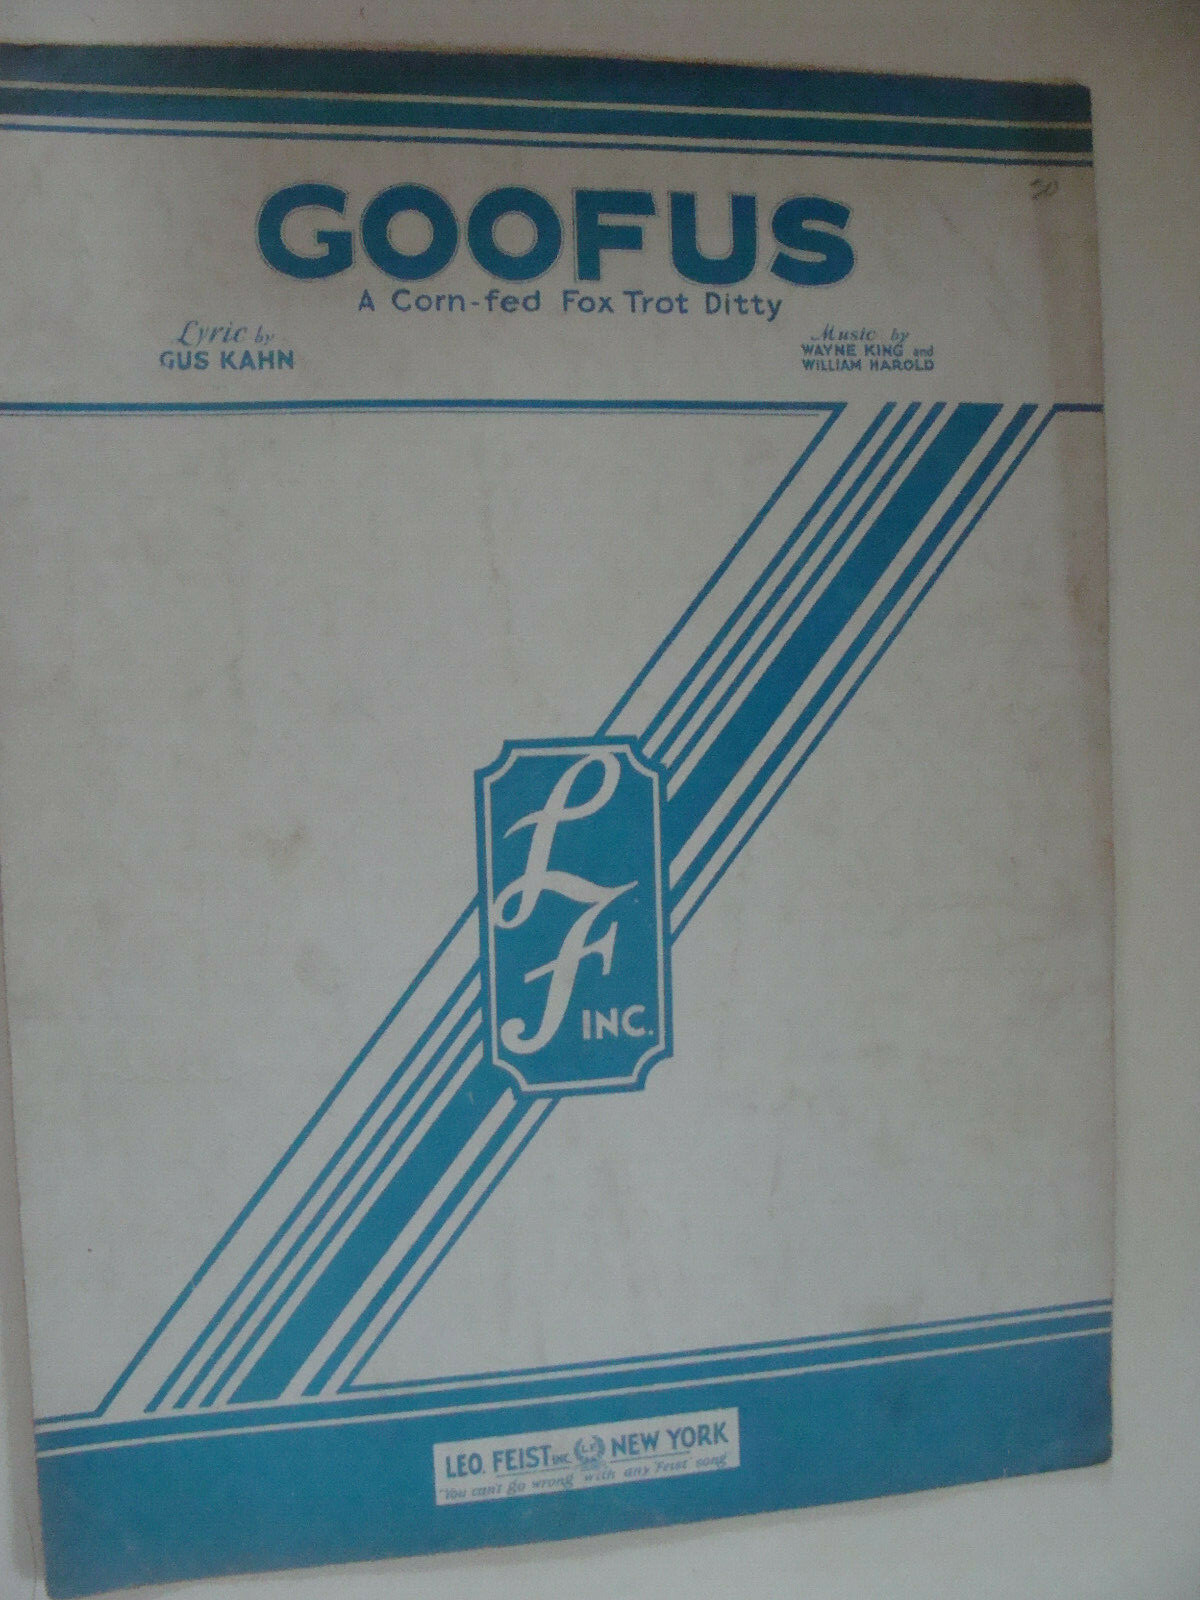 GOOFUS
A Corn-fed Fox Trot Ditty
Lyric by
GUS KAHN
Music by
WAYNE KING and
WILLIAM HAROLD
30
L
F
INC.
LEO. FEIST INC. L F NEW YORK
"You can't go wrong with any 'Feist' song"